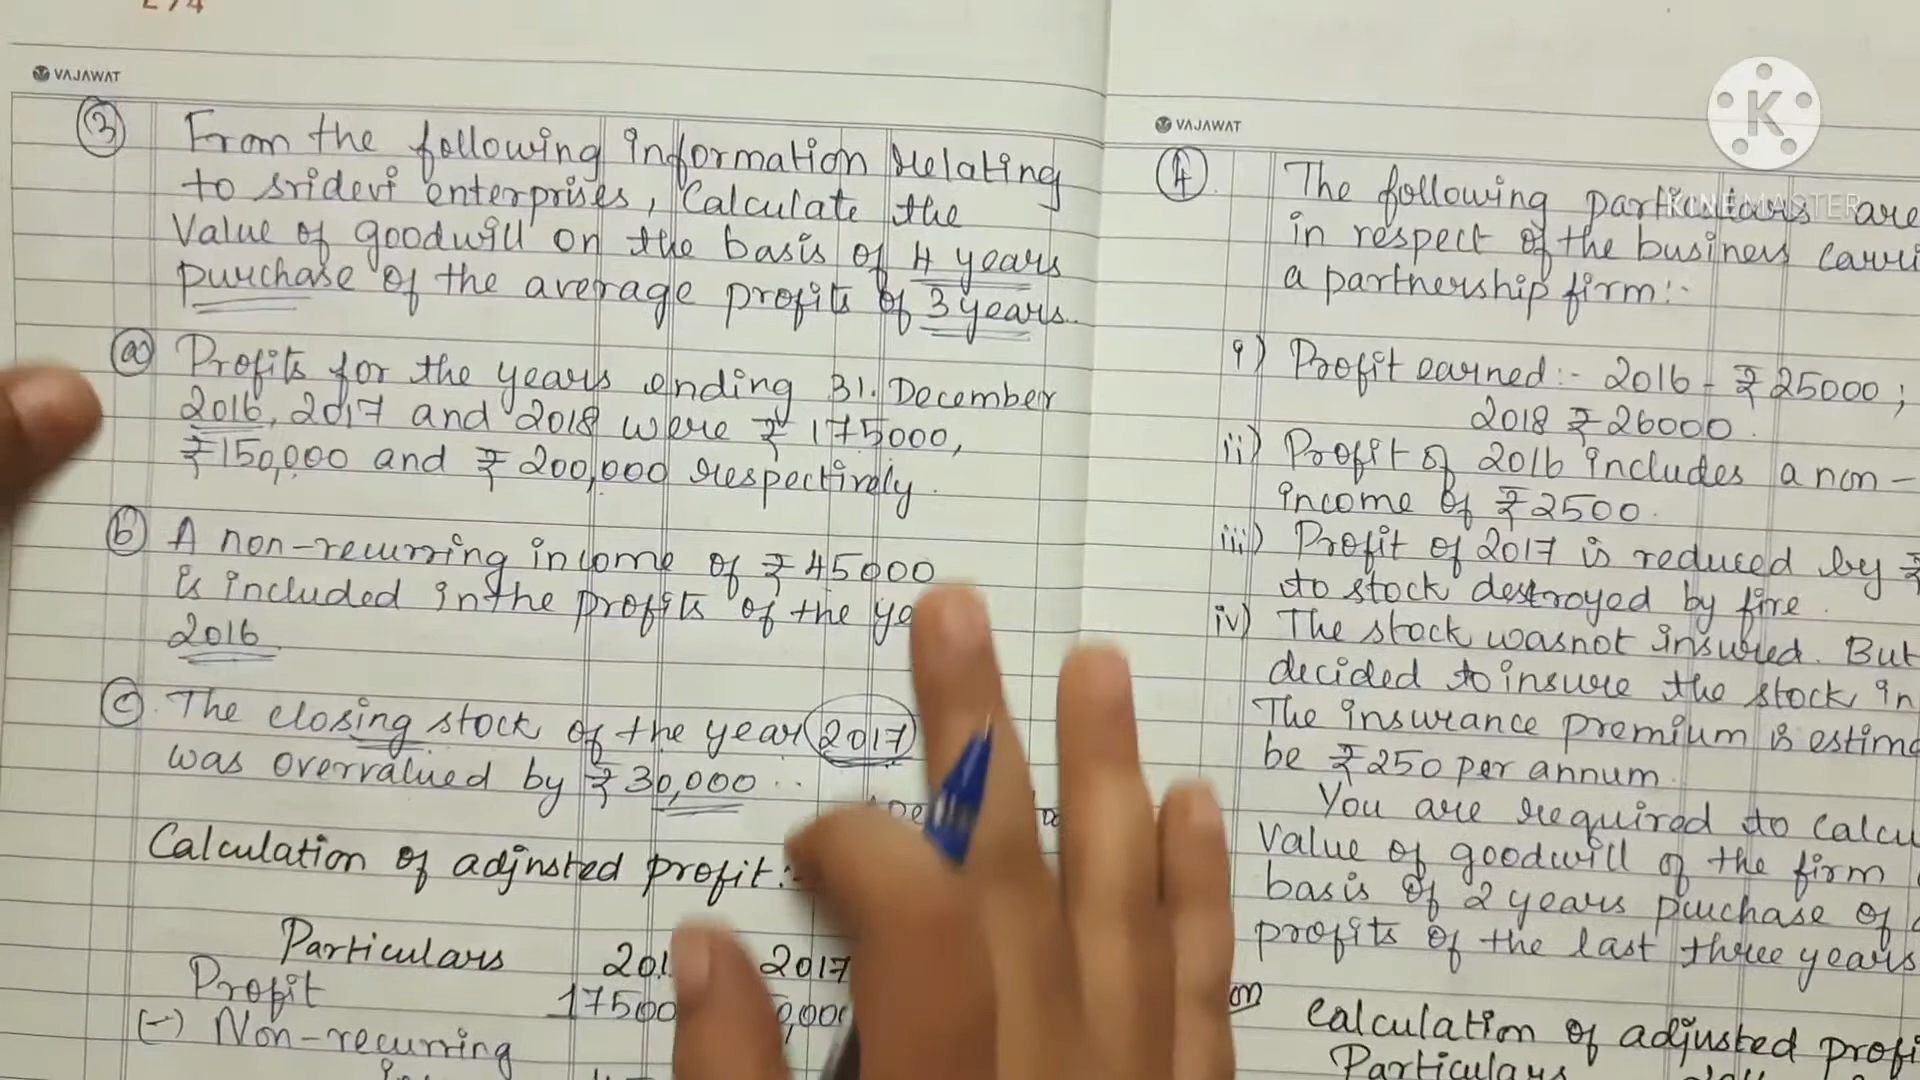 VAJAWAT
3 From the following information relating
to sridevi enterprises, Calculate the
Value of goodwill on the basis of 4 years
purchase of the average profits of 3 years.
a Profits for the years ending 31. December
2016, 2017 and 2018 were ₹ 175000,
₹150,000 and ₹ 200,000 respectively.
b A non-recurring income of ₹ 45000
is included in the profits of the
2016
c. The closing stock of the year 2017
was overvalued by ₹ 30,000
Calculation of adjusted profit:-
Particulars 2017
Profit
(-) Non-recurring
VAJAWAT
K
KINEMASTER
4. The following particulars are
in respect of the business
a partnership firm:-
i) Profit earned:- 2016 - ₹ 25000;
2018 ₹ 26000.
ii) Profit of 2016 includes a non-
income of ₹ 2500.
iii) Profit of 2017 is reduced by
to stock destroyed by fire.
iv) The stock was not insured. But
decided to insure the stock in
The insurance premium is
be ₹ 250 per annum.
You are required to
Value of goodwill of the firm
basis of 2 years purchase of
profits of the last three years
Calculation of adjusted
Particulars